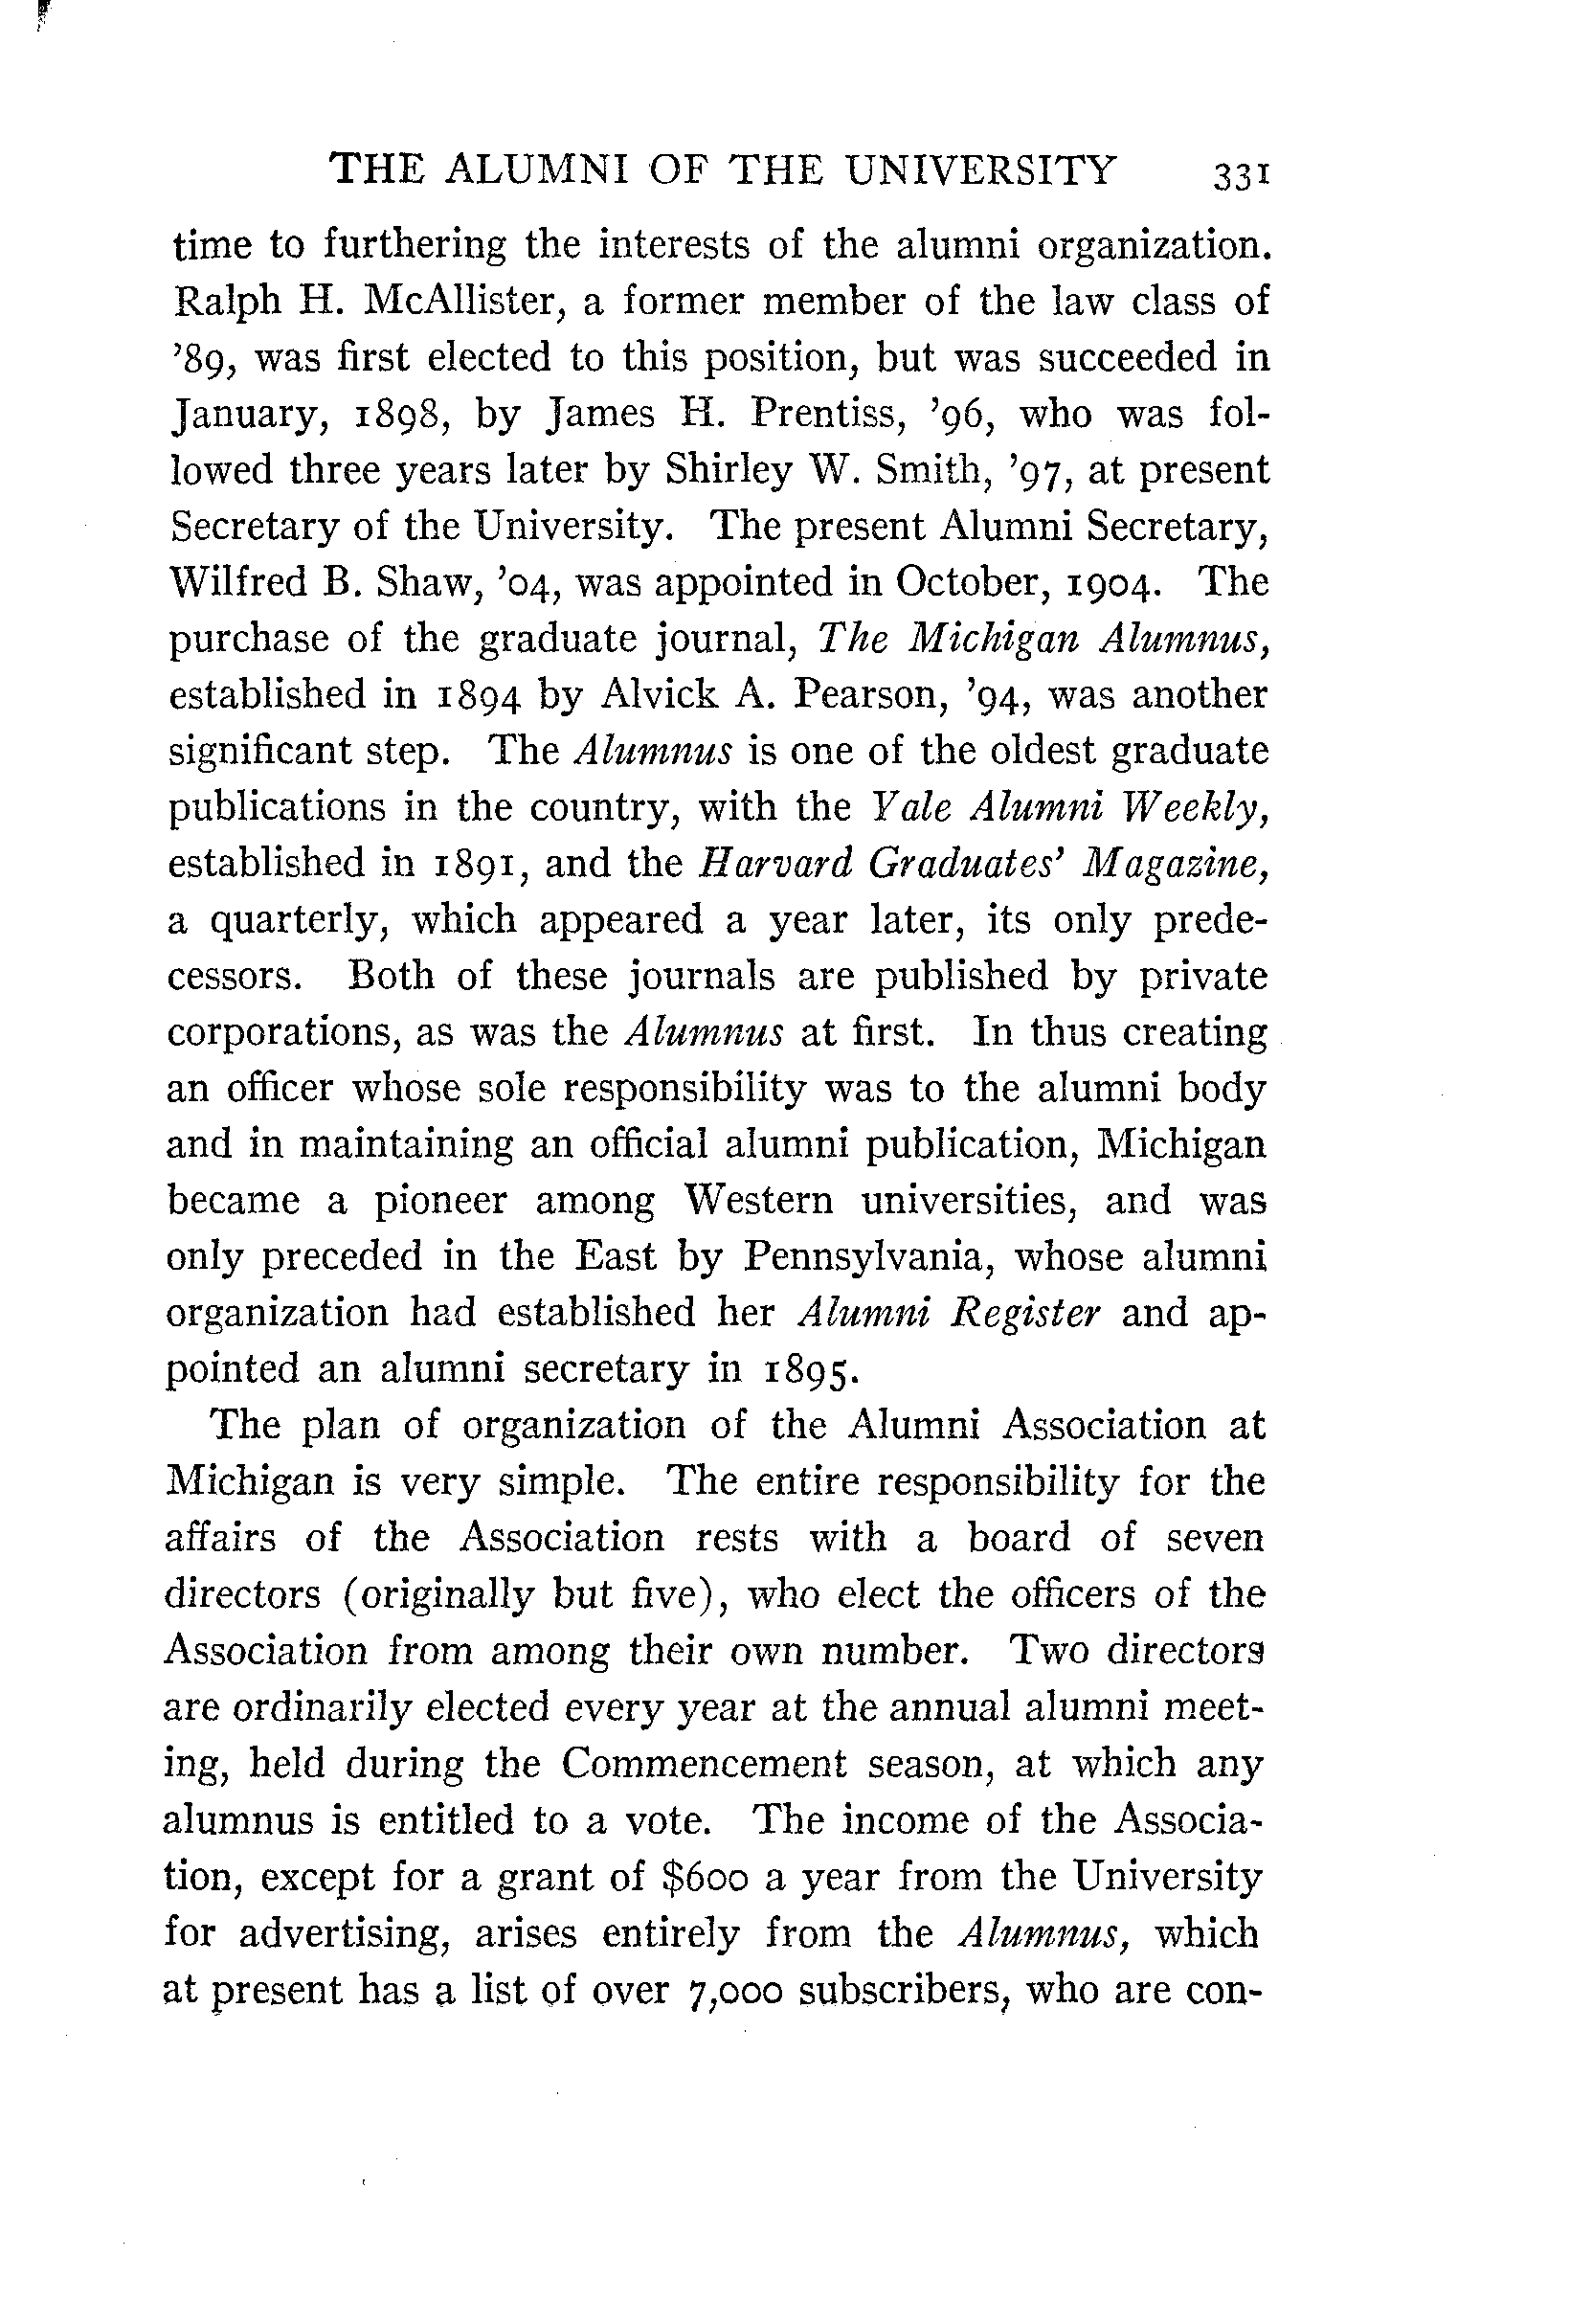 THE ALUMNI OF THE UNIVERSITY 331
time to furthering the interests of the alumni organization.
Ralph H. McAllister, a former member of the law class of
’89, was first elected to this position, but was succeeded in
January, 1898, by James H. Prentiss, ’96, who was fol-
lowed three years later by Shirley W. Smith, ’97, at present
Secretary of the University. The present Alumni Secretary,
Wilfred B. Shaw, ’04, was appointed in October, 1904. The
purchase of the graduate journal, The Michigan Alumnus,
established in 1894 by Alvick A. Pearson, ’94, was another
significant step. The Alumnus is one of the oldest graduate
publications in the country, with the Yale Alumni Weekly,
established in 1891, and the Harvard Graduates’ Magazine,
a quarterly, which appeared a year later, its only prede-
cessors. Both of these journals are published by private
corporations, as was the Alumnus at first. In thus creating
an officer whose sole responsibility was to the alumni body
and in maintaining an official alumni publication, Michigan
became a pioneer among Western universities, and was
only preceded in the East by Pennsylvania, whose alumni
organization had established her Alumni Register and ap-
pointed an alumni secretary in 1895.
The plan of organization of the Alumni Association at
Michigan is very simple. The entire responsibility for the
affairs of the Association rests with a board of seven
directors (originally but five), who elect the officers of the
Association from among their own number. Two directors
are ordinarily elected every year at the annual alumni meet-
ing, held during the Commencement season, at which any
alumnus is entitled to a vote. The income of the Associa-
tion, except for a grant of $600 a year from the University
for advertising, arises entirely from the Alumnus, which
at present has a list of over 7,000 subscribers, who are con-